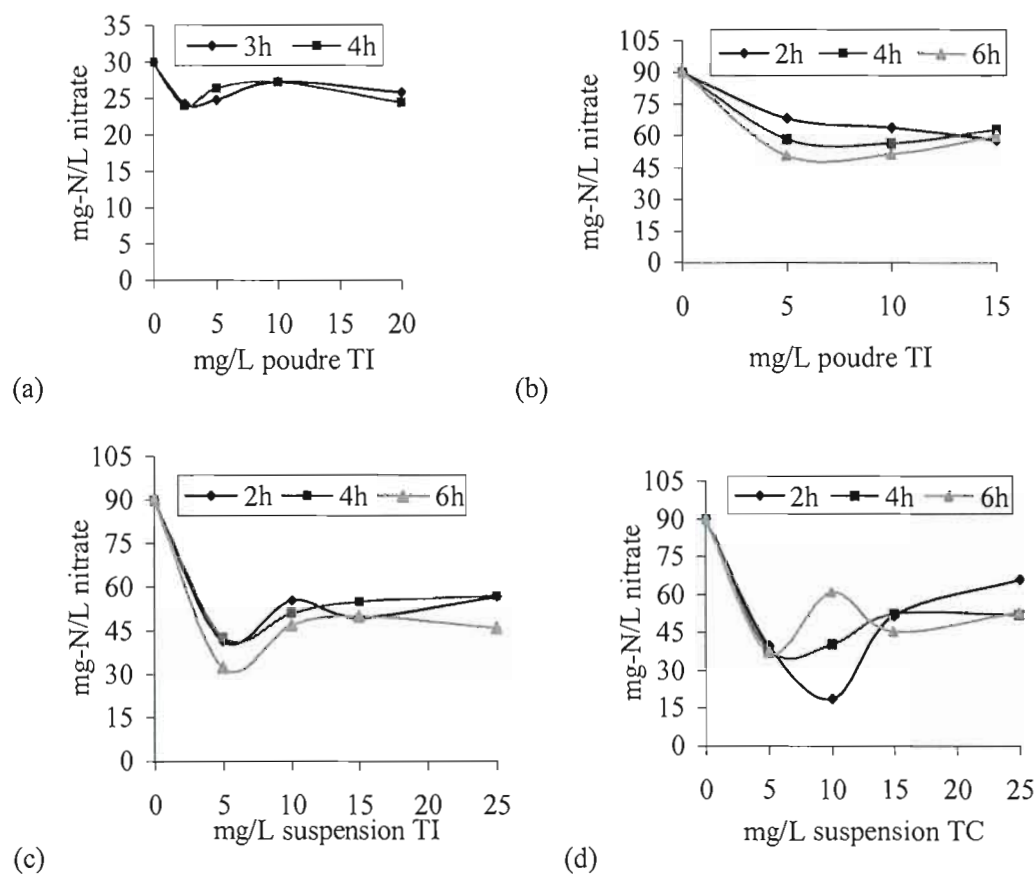 3h 4h
mg-N/L nitrate
35
30
25
20
15
10
5
0
0 5 10 15 20
mg/L poudre TI
(a)
2h 4h 6h
mg-N/L nitrate
105
90
75
60
45
30
15
0
0 5 10 15
mg/L poudre TI
(b)
2h 4h 6h
mg-N/L nitrate
105
90
75
60
45
30
15
0
0 5 10 15 20 25
mg/L suspension TI
(c)
2h 4h 6h
mg-N/L nitrate
105
90
75
60
45
30
15
0
0 5 10 15 20 25
mg/L suspension TC
(d)